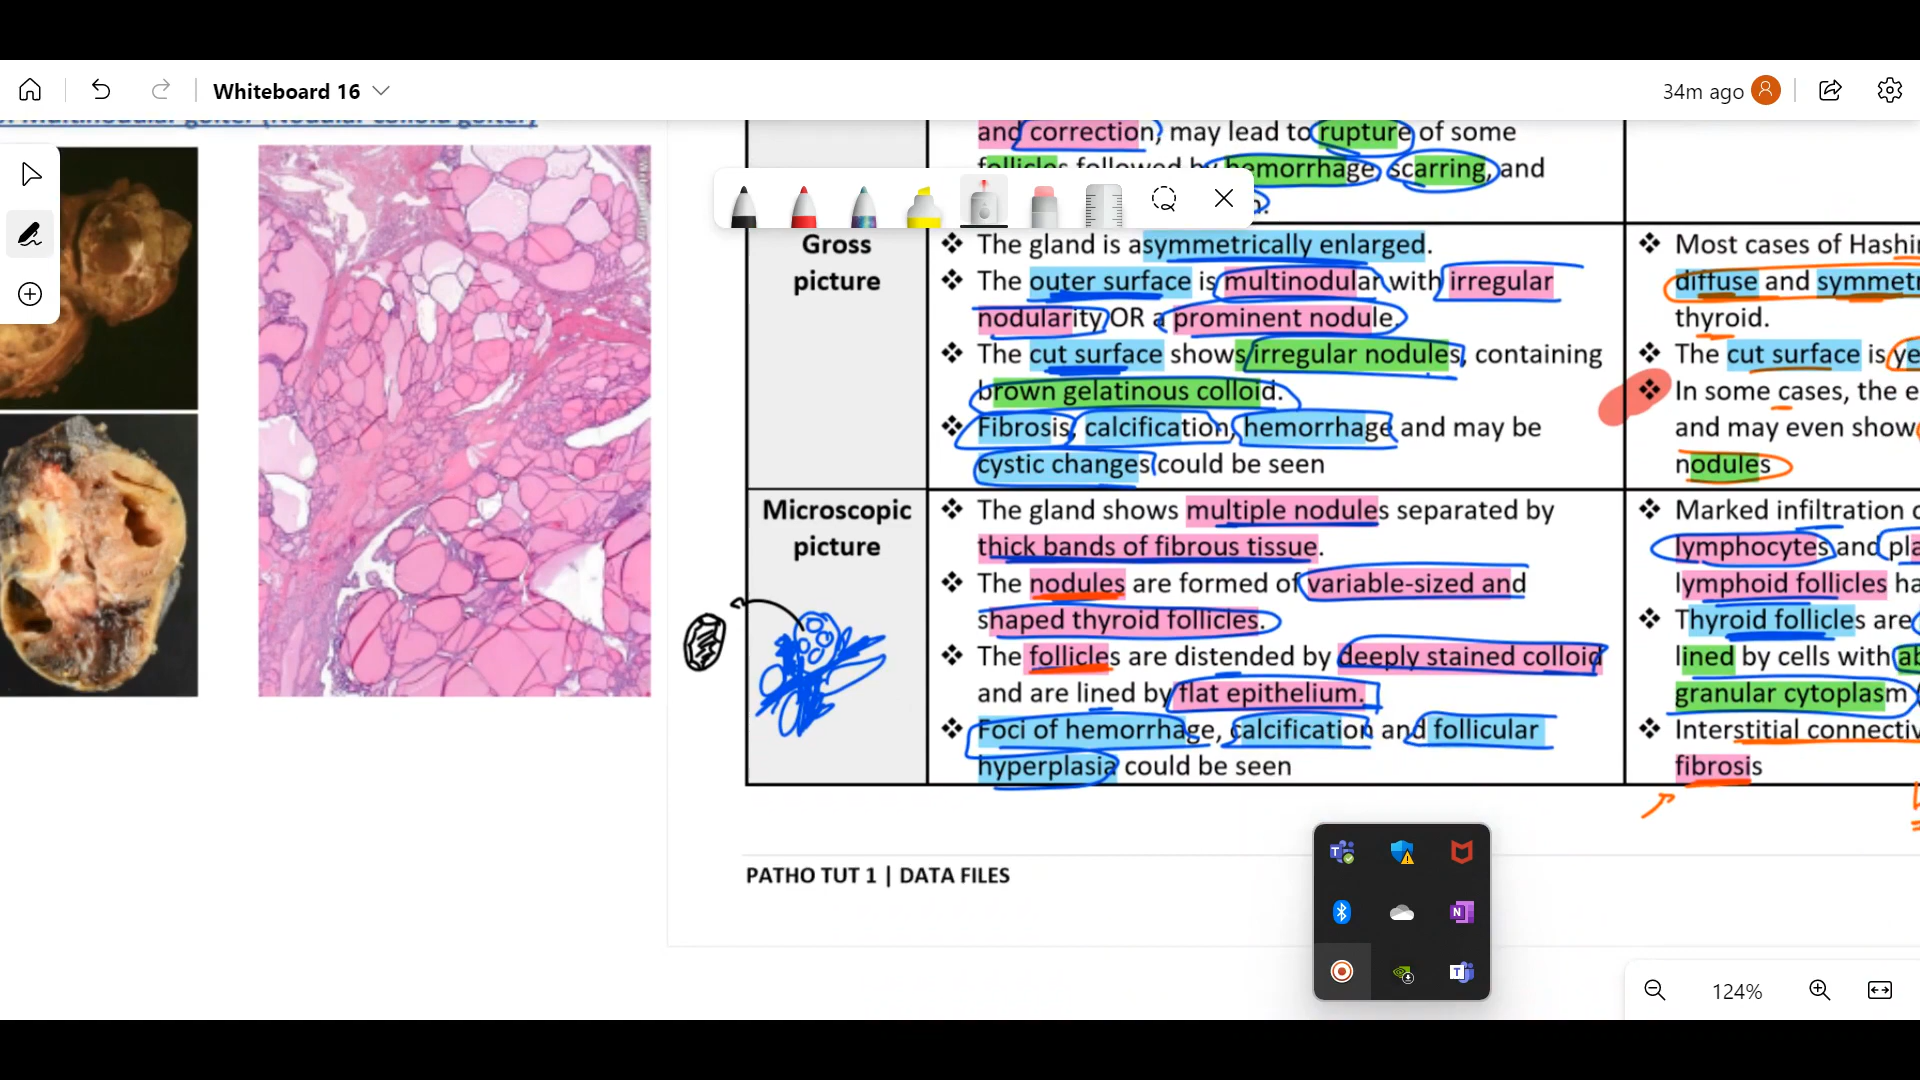 Whiteboard 16
34m ago
Multinodular goiter (Nodular colloid goiter)
and correction, may lead to rupture of some
follicles followed by hemorrhage, scarring, and
Gross
picture
❖ The gland is asymmetrically enlarged.
❖ The outer surface is multinodular with irregular
nodularity OR a prominent nodule.
❖ The cut surface shows irregular nodules, containing
brown gelatinous colloid.
❖ Fibrosis, calcification, hemorrhage and may be
cystic changes could be seen
❖ Most cases of Hashi
diffuse and symmetr
thyroid.
❖ The cut surface is ye
❖ In some cases, the e
and may even show
nodules
Microscopic
picture
❖ The gland shows multiple nodules separated by
thick bands of fibrous tissue.
❖ The nodules are formed of variable-sized and
shaped thyroid follicles.
❖ The follicles are distended by deeply stained colloid
and are lined by flat epithelium.
❖ Foci of hemorrhage, calcification and follicular
hyperplasia could be seen
❖ Marked infiltration
lymphocytes and pla
lymphoid follicles ha
❖ Thyroid follicles are
lined by cells with ab
granular cytoplasm
❖ Interstitial connectiv
fibrosis
PATHO TUT 1 | DATA FILES
124%